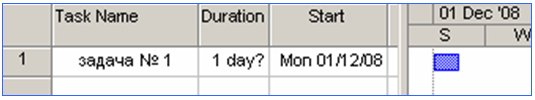 Task Name Duration Start 01 Dec '08
S W
1 задача № 1 1 day? Mon 01/12/08